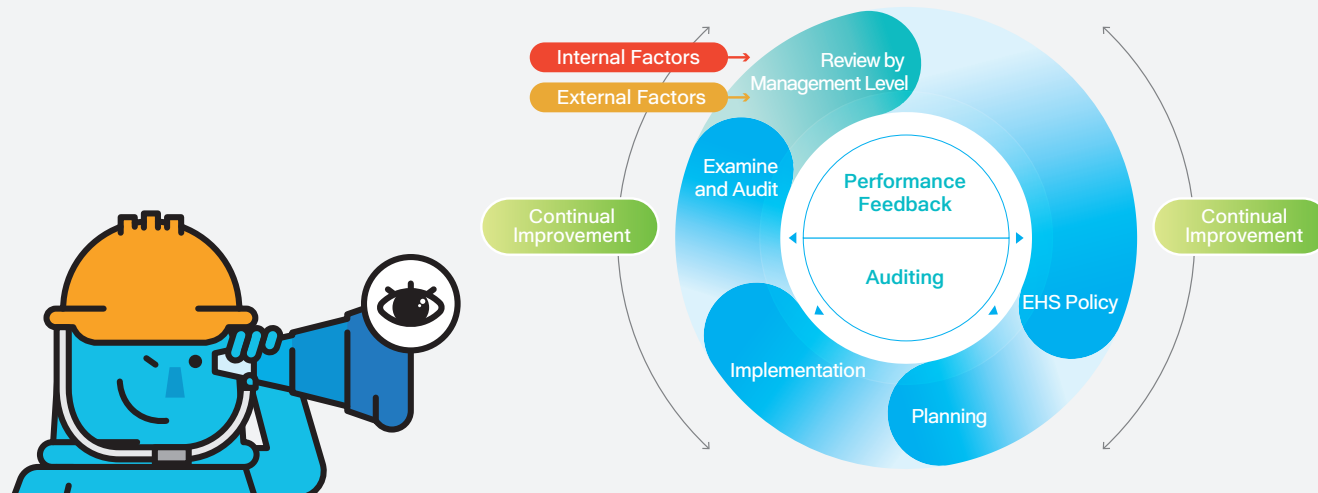 Internal Factors
External Factors
Review by
Management Level
Examine
and Audit
Performance
Feedback
Continual
Improvement
Continual
Improvement
Auditing
EHS Policy
Implementation
Planning